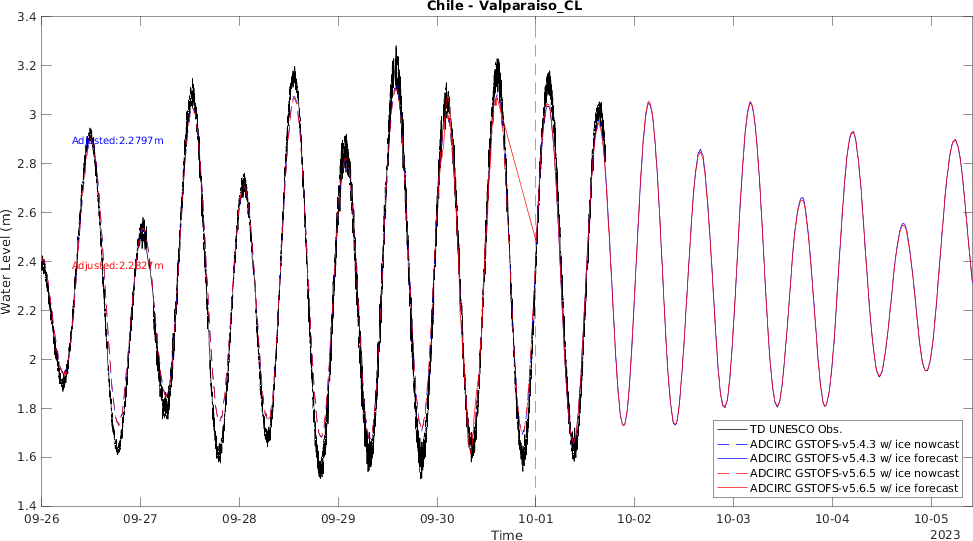 Chile - Valparaiso_CL
3.4
3.2
3
2.8
2.6
2.4
2.2
2
1.8
1.6
1.4
Water Level (m)
Adjusted:2.2797m
Adjusted:2.2327m
TD UNESCO Obs.
ADCIRC GSTOFS-v5.4.3 w/ ice nowcast
ADCIRC GSTOFS-v5.4.3 w/ ice forecast
ADCIRC GSTOFS-v5.6.5 w/ ice nowcast
ADCIRC GSTOFS-v5.6.5 w/ ice forecast
09-26 09-27 09-28 09-29 09-30 10-01 10-02 10-03 10-04 10-05
Time
2023